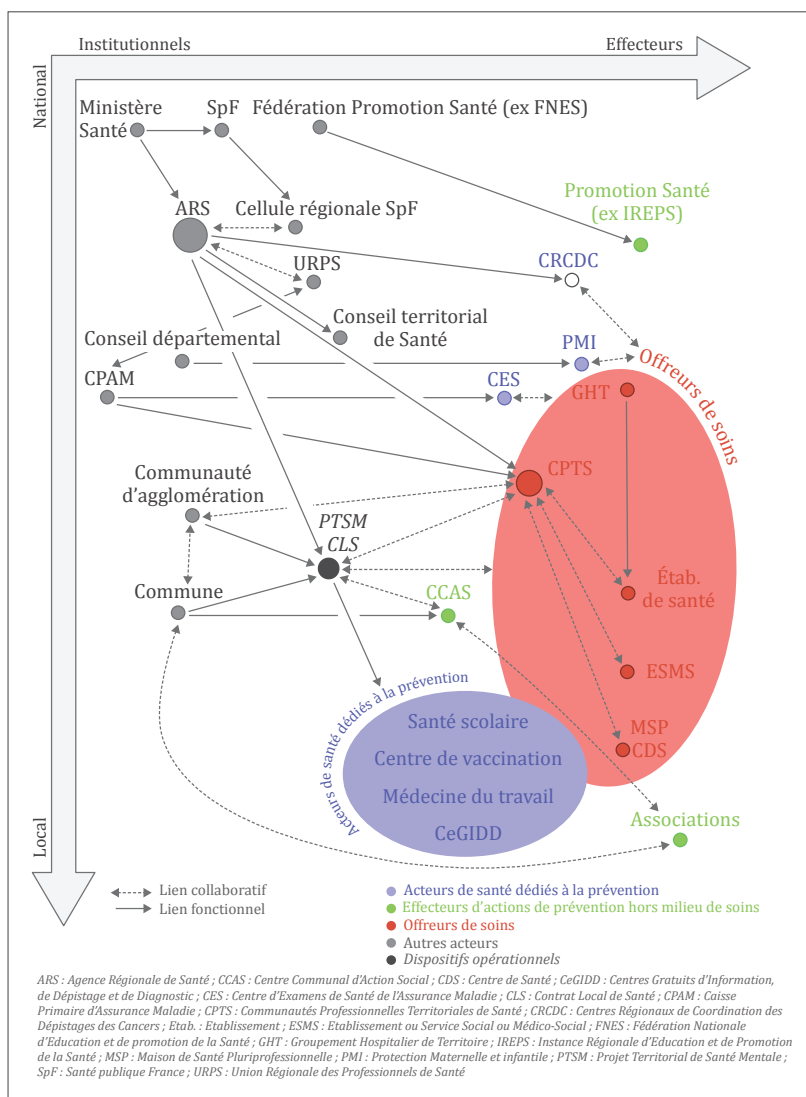 Institutionnels
Effecteurs
National
Ministère
Santé
SpF
Fédération Promotion Santé (ex FNES)
Promotion Santé
(ex IREPS)
ARS
Cellule régionale SpF
URPS
CRCDC
Conseil territorial
de Santé
Conseil départemental
PMI
Offreurs de soins
CPAM
CES
GHT
CPTS
Communauté
d'agglomération
PTSM
CLS
Étab.
de santé
Commune
CCAS
ESMS
Acteurs de santé dédiés à la prévention
Santé scolaire
Centre de vaccination
Médecine du travail
CeGIDD
MSP
CDS
Associations
Local
Lien collaboratif
Lien fonctionnel
Acteurs de santé dédiés à la prévention
Effecteurs d'actions de prévention hors milieu de soins
Offreurs de soins
Autres acteurs
Dispositifs opérationnels
ARS : Agence Régionale de Santé ; CCAS : Centre Communal d'Action Social ; CDS : Centre de Santé ; CeGIDD : Centres Gratuits d'Information,
de Dépistage et de Diagnostic ; CES : Centre d'Examens de Santé de l'Assurance Maladie ; CLS : Contrat Local de Santé ; CPAM : Caisse
Primaire d'Assurance Maladie ; CPTS : Communautés Professionnelles Territoriales de Santé ; CRCDC : Centres Régionaux de Coordination des
Dépistages des Cancers ; Etab. : Etablissement ; ESMS : Etablissement ou Service Social ou Médico-Social ; FNES : Fédération Nationale
d'Education et de promotion de la Santé ; GHT : Groupement Hospitalier de Territoire ; IREPS : Instance Régionale d'Education et de Promotion
de la Santé ; MSP : Maison de Santé Pluriprofessionnelle ; PMI : Protection Maternelle et infantile ; PTSM : Projet Territorial de Santé Mentale ;
SpF : Santé publique France ; URPS : Union Régionale des Professionnels de Santé